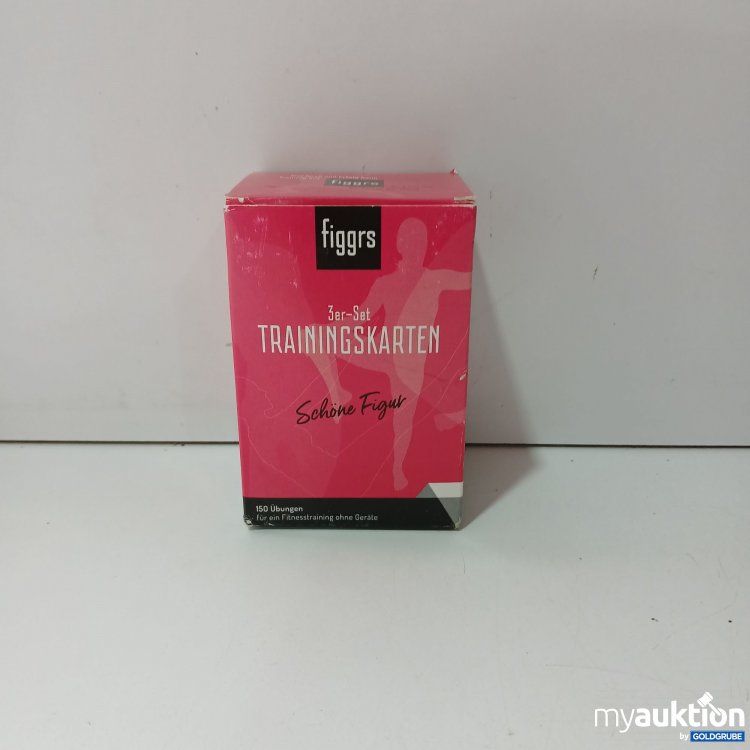 figgrs
figgrs
3er-Set
TRAININGSKARTEN
Schöne Figur
150 Übungen
für ein Fitnesstraining ohne Geräte
myauktion
by GOLDGRUBE